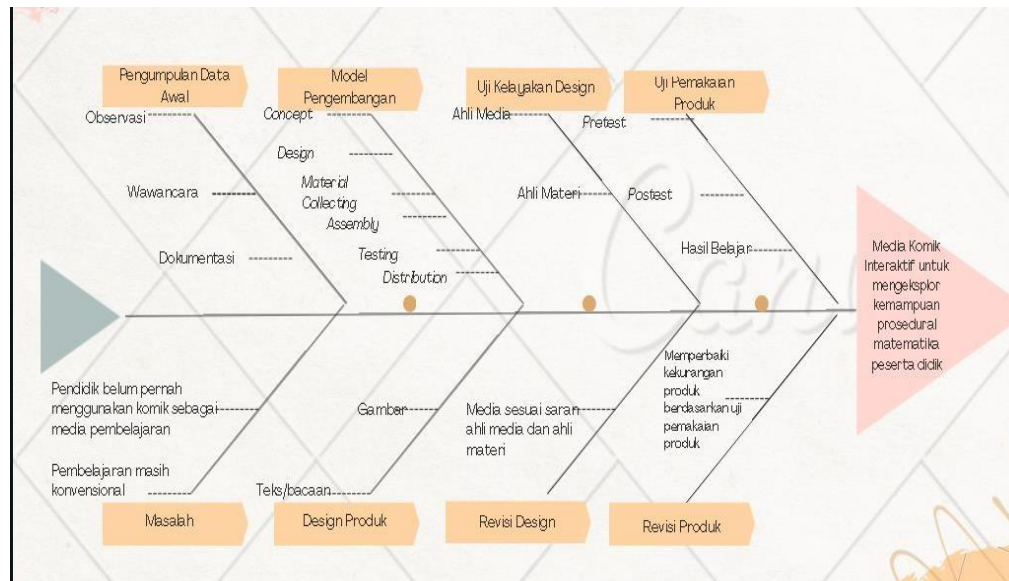 Pengumpulan Data
Awal
Model
Pengembangan
Uji Kelayakan Design
Uji Pemakaian
Produk
Observasi
Wawancara
Dokumentasi
Concept
Design
Material
Collecting
Assembly
Testing
Distribution
Ahli Media
Ahli Materi
Pretest
Postest
Hasil Belajar
Media Komik
Interaktif untuk
mengeksplor
kemampuan
prosedural
matematika
peserta didik
Pendidik belum pernah
menggunakan komik sebagai
media pembelajaran
Pembelajaran masih
konvensional
Gambar
Teks/bacaan
Media sesuai saran
ahli media dan ahli
materi
Memperbaiki
kekurangan
produk
berdasarkan uji
pemakaian
produk
Masalah
Design Produk
Revisi Design
Revisi Produk